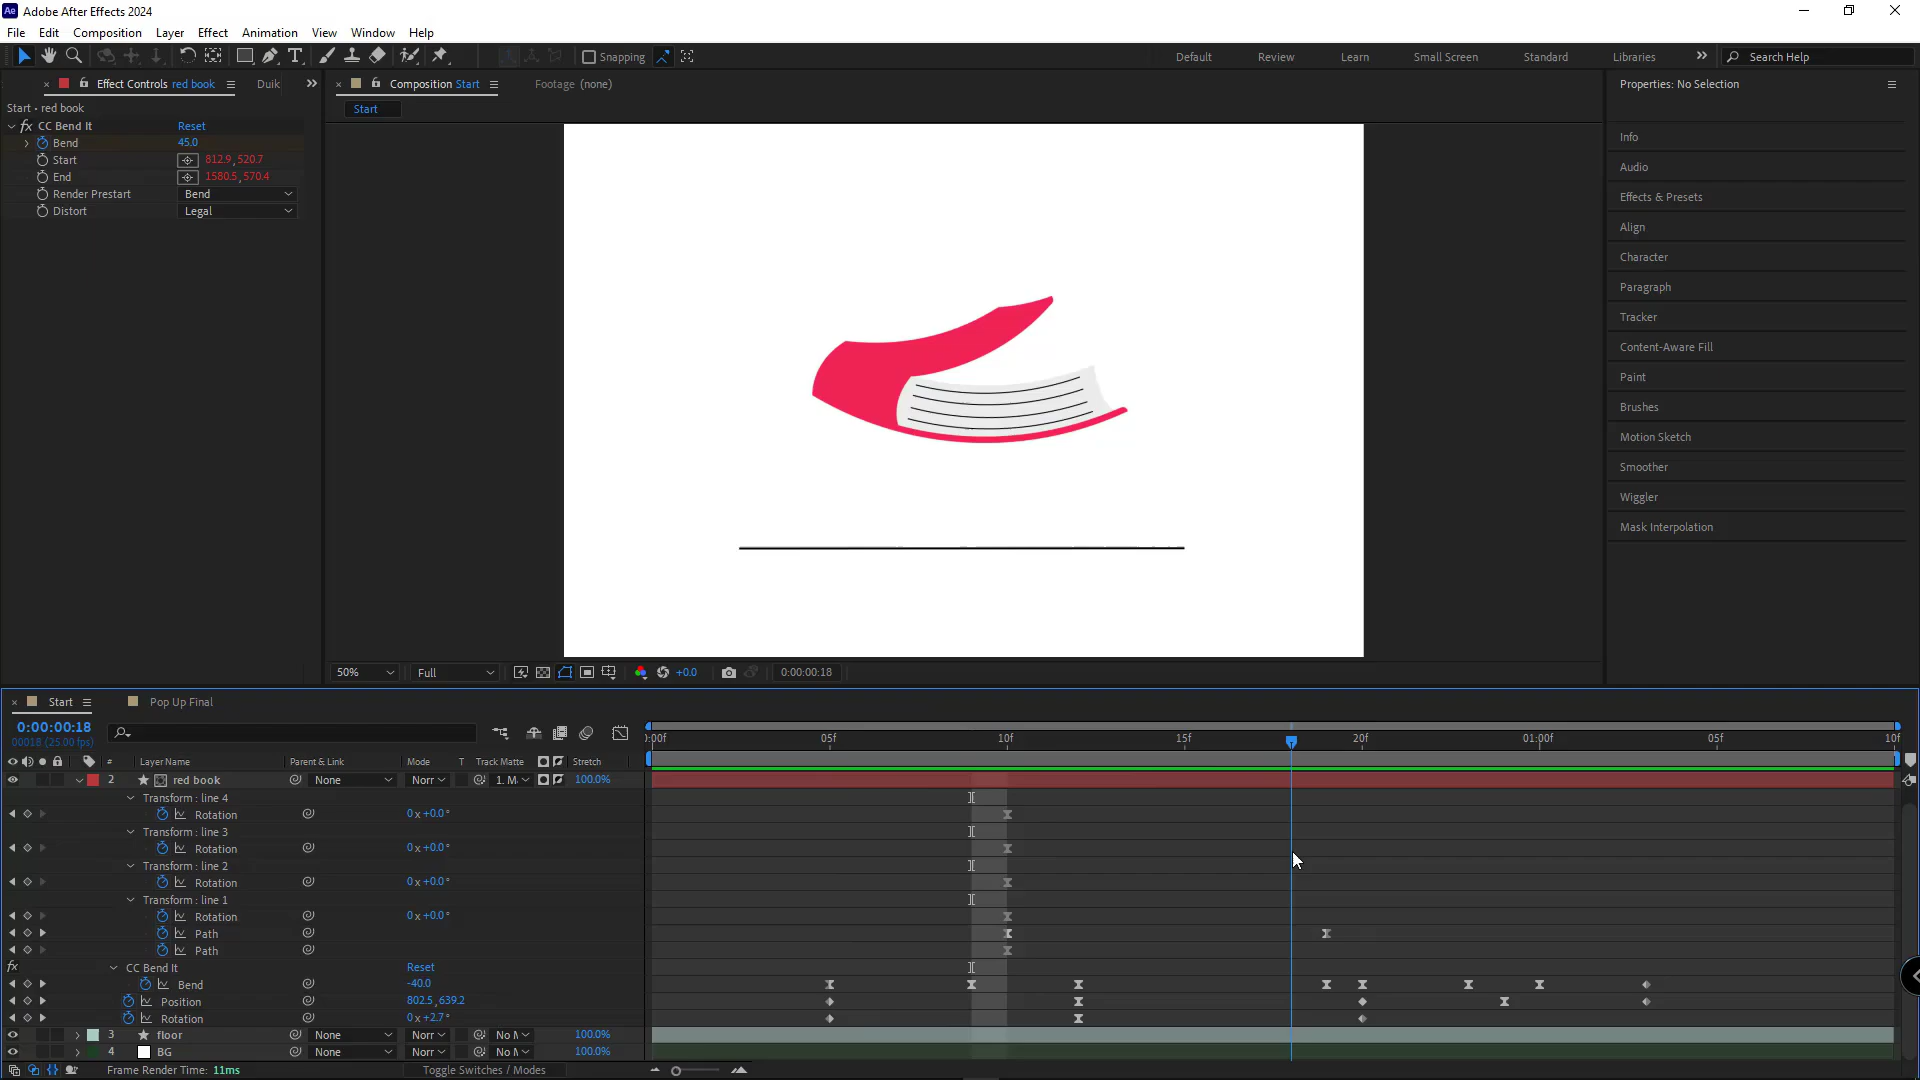 Ae Adobe After Effects 2024
File Edit Composition Layer Effect Animation View Window Help
Snapping Default Review Learn Small Screen Standard Libraries Search Help
Effect Controls red book Duik
Composition Start Footage (none)
Properties: No Selection
Start • red book
Start
fx CC Bend It Reset
Bend 45.0
Start 812.9, 520.7
End 1580.5, 570.4
Render Prestart Bend
Distort Legal
Info
Audio
Effects & Presets
Align
Character
Paragraph
Tracker
Content-Aware Fill
Paint
Brushes
Motion Sketch
Smoother
Wiggler
Mask Interpolation
50% Full +0.0 0:00:00:18
Start Pop Up Final
0:00:00:18
00018 (25.00 fps)
):00f 05f 10f 15f 20f 01:00f 05f 10f
# Layer Name Parent & Link Mode T Track Matte Stretch
2 red book None Norr 1. M 100.0%
Transform : line 4
Rotation 0 x +0.0°
Transform : line 3
Rotation 0 x +0.0°
Transform : line 2
Rotation 0 x +0.0°
Transform : line 1
Rotation 0 x +0.0°
Path
Path
fx CC Bend It Reset
Bend -40.0
Position 802.5, 639.2
Rotation 0 x +2.7°
3 floor None Norr No M 100.0%
4 BG None Norr No M 100.0%
Frame Render Time: 11ms Toggle Switches / Modes